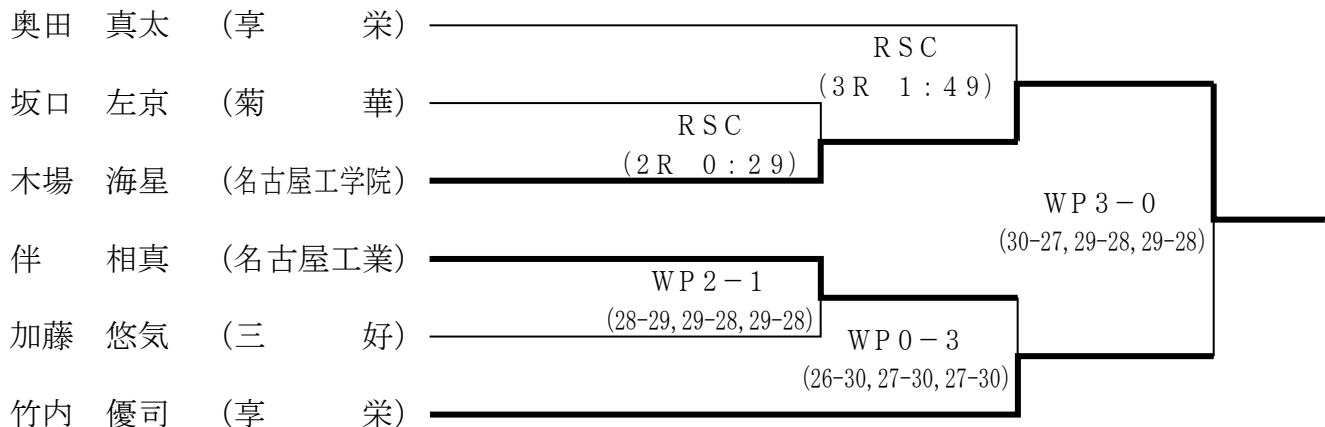 奥田 真太 (享 栄)
RSC
(3R 1:49)
坂口 左京 (菊 華)
RSC
(2R 0:29)
木場 海星 (名古屋工学院)
WP3-0
(30-27, 29-28, 29-28)
伴 相真 (名古屋工業)
WP2-1
(28-29, 29-28, 29-28)
加藤 悠気 (三 好)
WP0-3
(26-30, 27-30, 27-30)
竹内 優司 (享 栄)